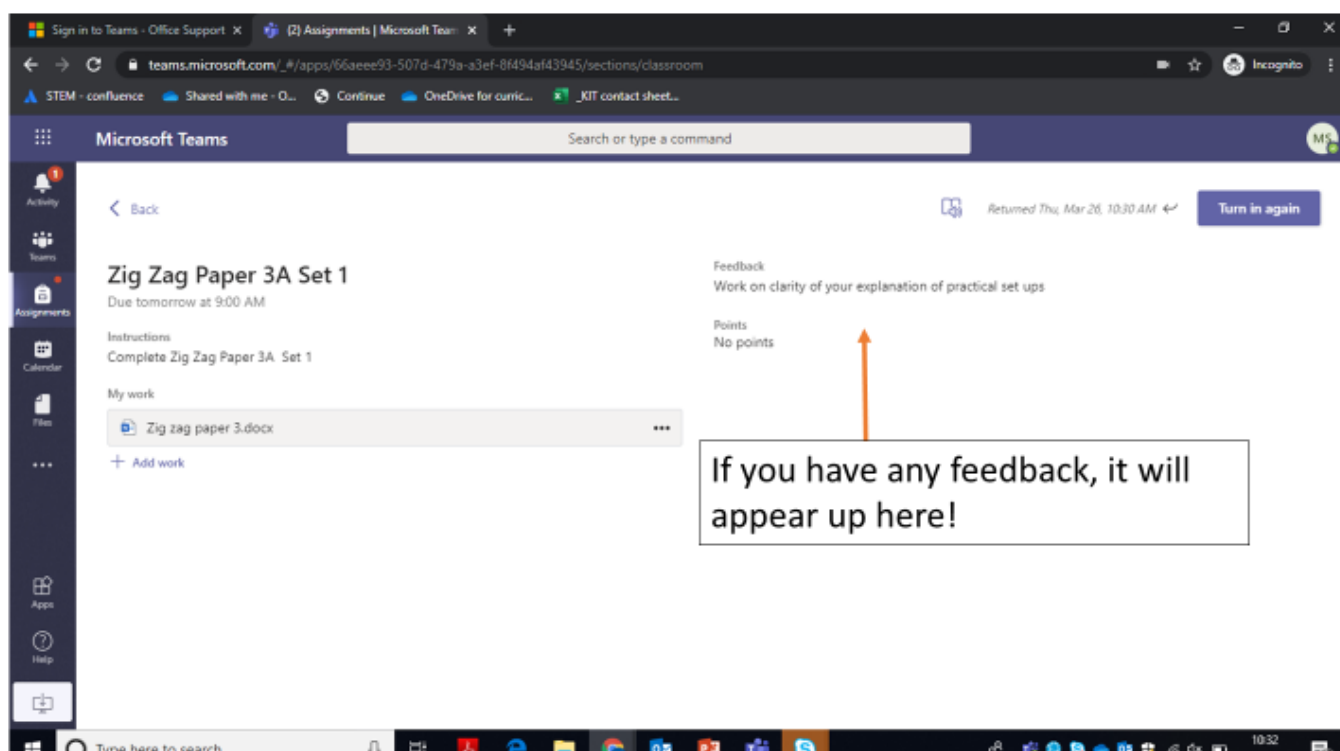 Sign in to Teams - Office Support
(2) Assignments | Microsoft Team
teams.microsoft.com/_#/apps/66aeee93-507d-479a-a3ef-8f494af43945/sections/classroom
Incognito
STEM - confluence Shared with me - O... Continue OneDrive for curric... _KIT contact sheet...
Microsoft Teams
Search or type a command
MS
1
Activity
Teams
Assignments
Calendar
Files
Apps
Help
Back
Returned Thu, Mar 26, 10:30 AM
Turn in again
Zig Zag Paper 3A Set 1
Due tomorrow at 9:00 AM
Instructions
Complete Zig Zag Paper 3A Set 1
My work
Zig zag paper 3.docx
Add work
Feedback
Work on clarity of your explanation of practical set ups
Points
No points
If you have any feedback, it will
appear up here!
Type here to search
10:32